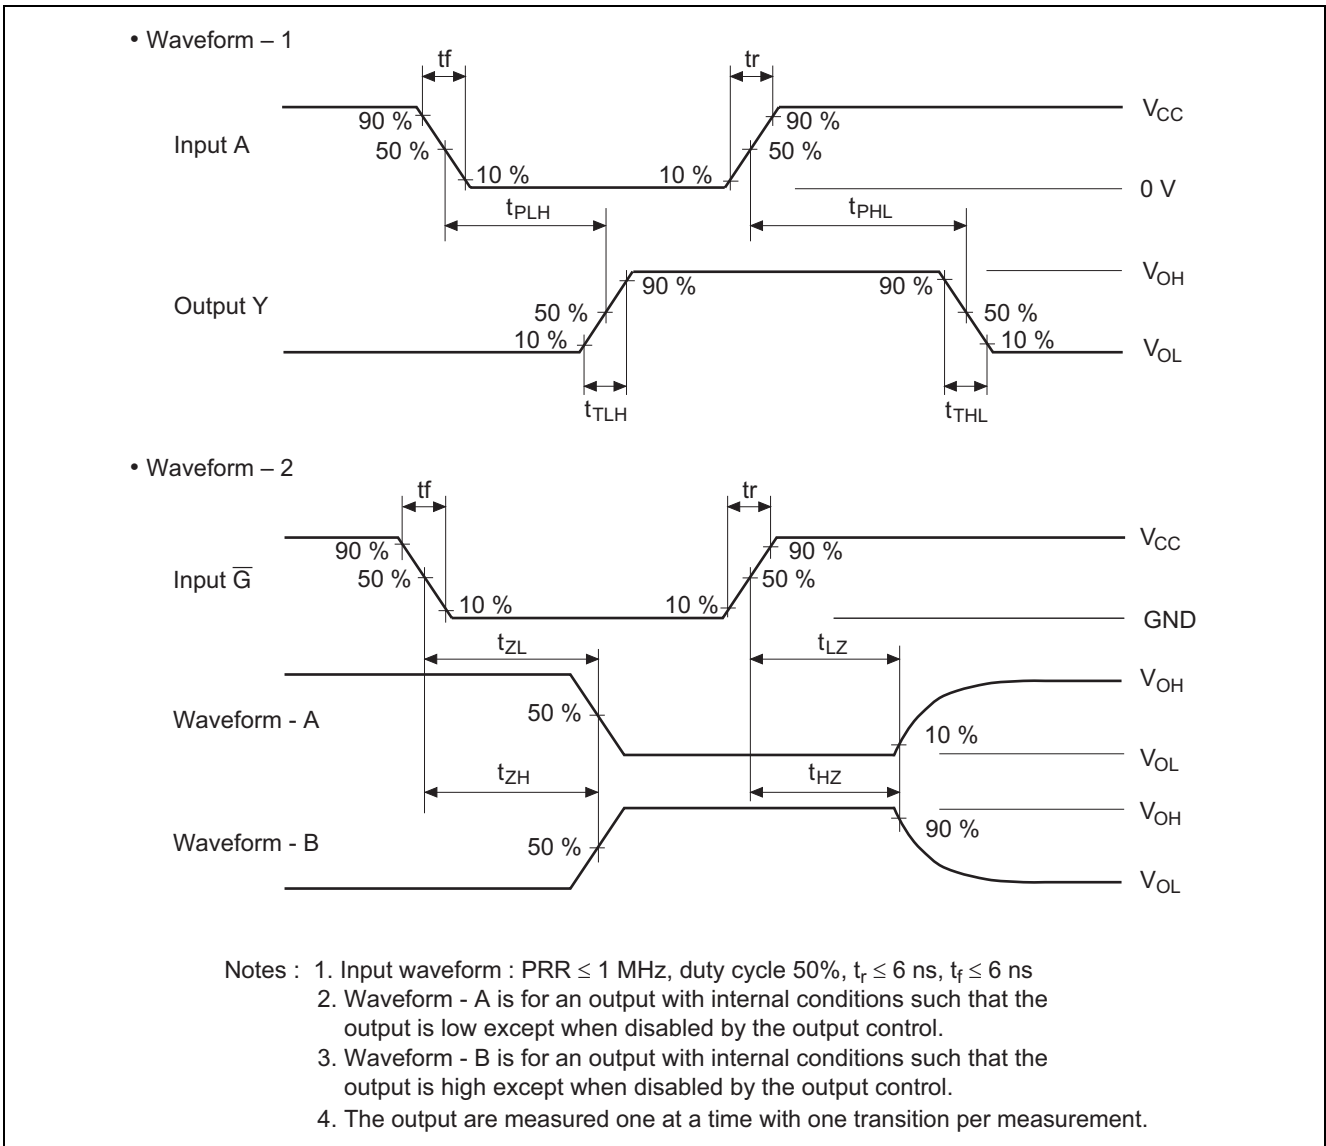 • Waveform – 1
tf
tr
90 %
90 %
VCC
Input A
50 %
50 %
10 %
10 %
0 V
tPLH
tPHL
VOH
90 %
90 %
Output Y
50 %
50 %
10 %
10 %
VOL
tTLH
tTHL
• Waveform – 2
tf
tr
VCC
90 %
90 %
Input G̅
50 %
50 %
10 %
10 %
GND
tZL
tLZ
VOH
Waveform - A
50 %
10 %
VOL
tZH
tHZ
VOH
90 %
Waveform - B
50 %
VOL
Notes : 1. Input waveform : PRR ≤ 1 MHz, duty cycle 50%, tr ≤ 6 ns, tf ≤ 6 ns
2. Waveform - A is for an output with internal conditions such that the
output is low except when disabled by the output control.
3. Waveform - B is for an output with internal conditions such that the
output is high except when disabled by the output control.
4. The output are measured one at a time with one transition per measurement.